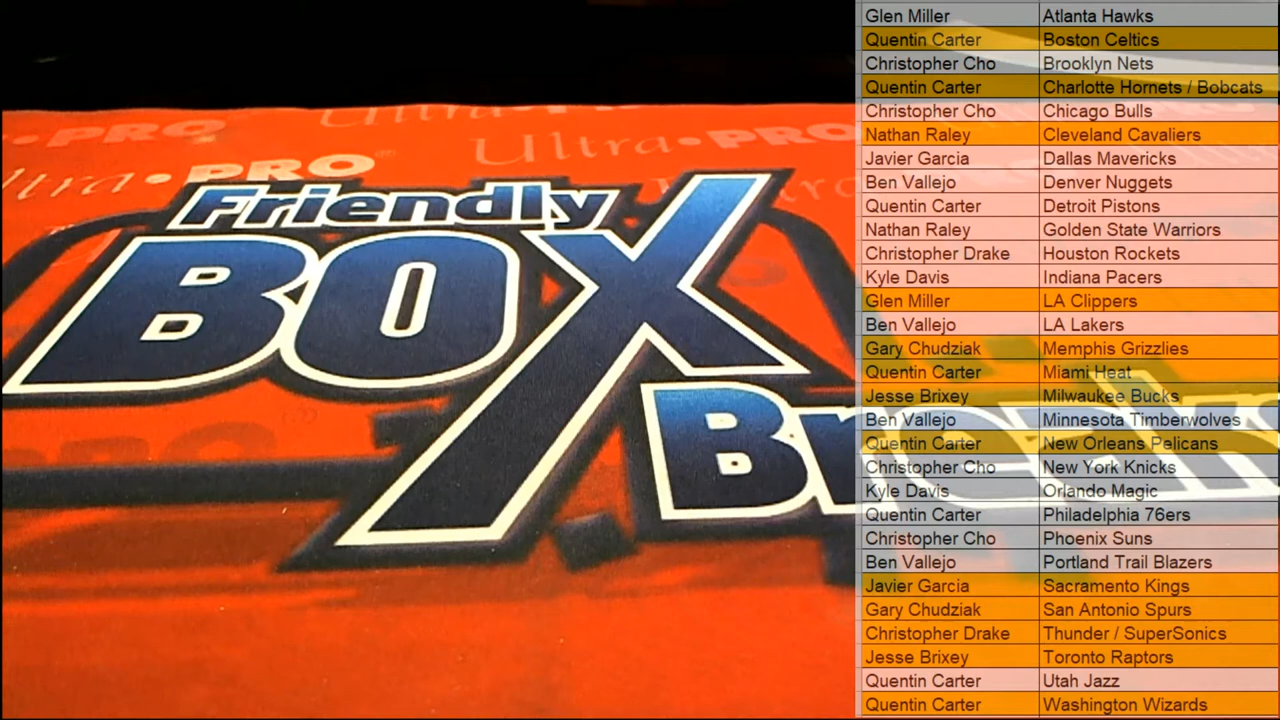 Ultra
Ultra•PRO
PRO
ltra•PRO
Friendly
BOX
Br
Glen Miller Atlanta Hawks
Quentin Carter Boston Celtics
Christopher Cho Brooklyn Nets
Quentin Carter Charlotte Hornets / Bobcats
Christopher Cho Chicago Bulls
Nathan Raley Cleveland Cavaliers
Javier Garcia Dallas Mavericks
Ben Vallejo Denver Nuggets
Quentin Carter Detroit Pistons
Nathan Raley Golden State Warriors
Christopher Drake Houston Rockets
Kyle Davis Indiana Pacers
Glen Miller LA Clippers
Ben Vallejo LA Lakers
Gary Chudziak Memphis Grizzlies
Quentin Carter Miami Heat
Jesse Brixey Milwaukee Bucks
Ben Vallejo Minnesota Timberwolves
Quentin Carter New Orleans Pelicans
Christopher Cho New York Knicks
Kyle Davis Orlando Magic
Quentin Carter Philadelphia 76ers
Christopher Cho Phoenix Suns
Ben Vallejo Portland Trail Blazers
Javier Garcia Sacramento Kings
Gary Chudziak San Antonio Spurs
Christopher Drake Thunder / SuperSonics
Jesse Brixey Toronto Raptors
Quentin Carter Utah Jazz
Quentin Carter Washington Wizards